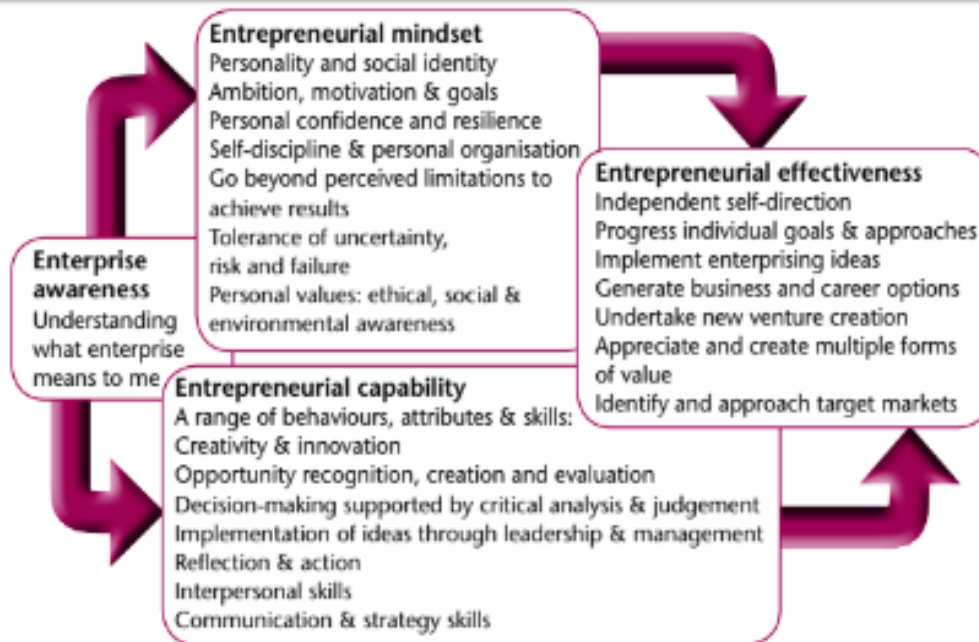 Entrepreneurial mindset
Personality and social identity
Ambition, motivation & goals
Personal confidence and resilience
Self-discipline & personal organisation
Go beyond perceived limitations to
achieve results
Tolerance of uncertainty,
risk and failure
Personal values: ethical, social &
environmental awareness
Enterprise
awareness
Understanding
what enterprise
means to me
Entrepreneurial capability
A range of behaviours, attributes & skills:
Creativity & innovation
Opportunity recognition, creation and evaluation
Decision-making supported by critical analysis & judgement
Implementation of ideas through leadership & management
Reflection & action
Interpersonal skills
Communication & strategy skills
Entrepreneurial effectiveness
Independent self-direction
Progress individual goals & approaches
Implement enterprising ideas
Generate business and career options
Undertake new venture creation
Appreciate and create multiple forms
of value
Identify and approach target markets